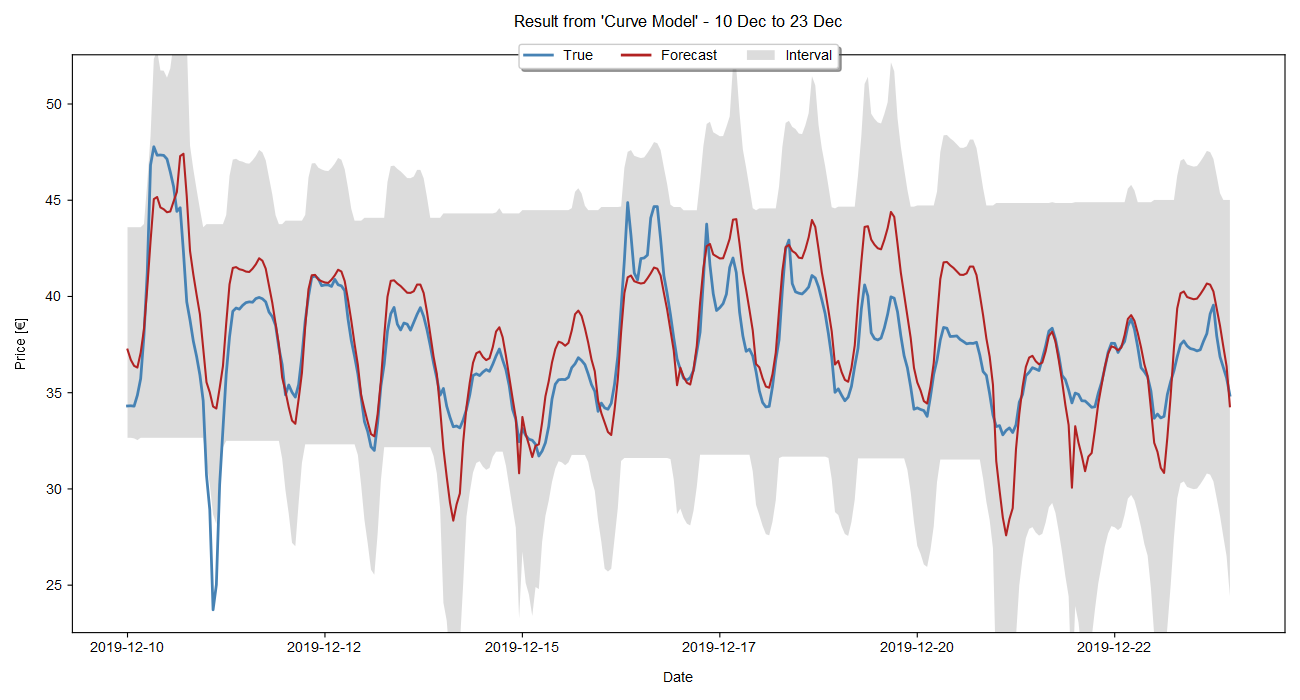 Result from 'Curve Model' - 10 Dec to 23 Dec
True Forecast Interval
50
45
40
35
30
25
Price [€]
2019-12-10 2019-12-12 2019-12-15 2019-12-17 2019-12-20 2019-12-22
Date